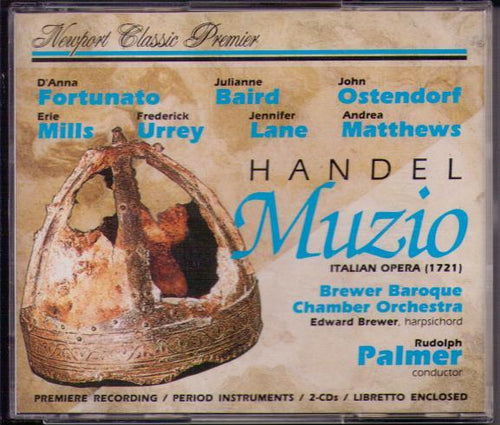 Newport Classic Premier
D'Anna Fortunato
Julianne Baird
John Ostendorf
Erie Mills
Frederick Urrey
Jennifer Lane
Andrea Matthews
HANDEL
Muzio
ITALIAN OPERA (1721)
Brewer Baroque
Chamber Orchestra
Edward Brewer, harpsichord
Rudolph
Palmer
conductor
PREMIERE RECORDING / PERIOD INSTRUMENTS / 2-CDs / LIBRETTO ENCLOSED